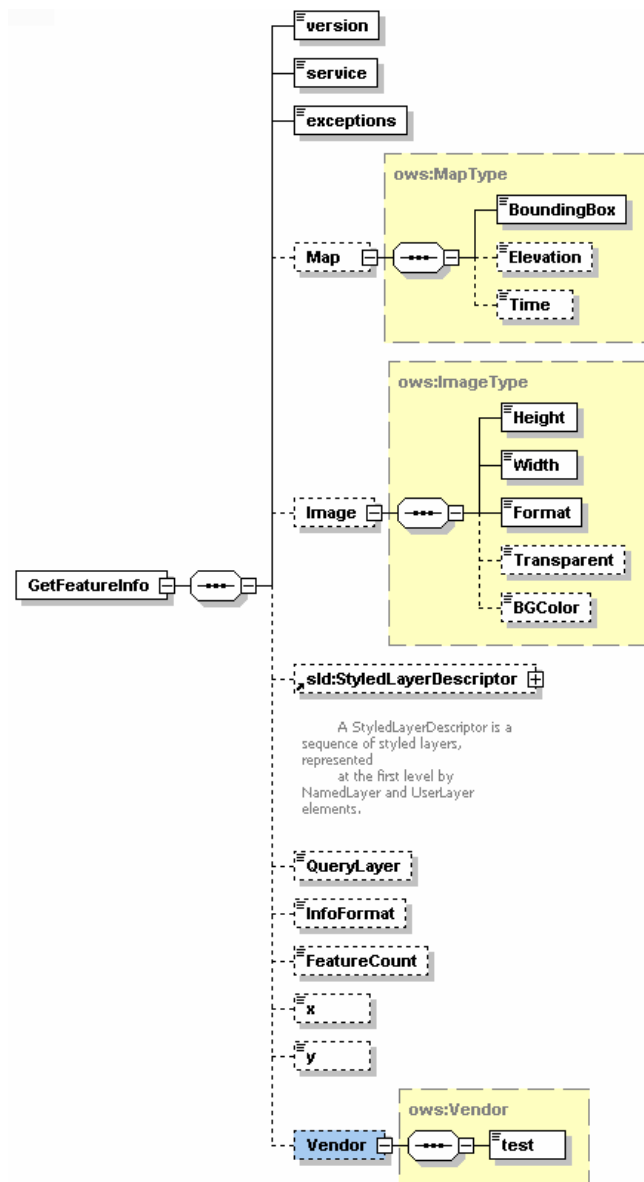 version
service
exceptions
ows:MapType
BoundingBox
Map
Elevation
Time
ows:ImageType
Height
Width
Image
Format
Transparent
GetFeatureInfo
BGColor
sld:StyledLayerDescriptor
A StyledLayerDescriptor is a
sequence of styled layers,
represented
at the first level by
NamedLayer and UserLayer
elements.
QueryLayer
InfoFormat
FeatureCount
x
y
ows:Vendor
Vendor
test